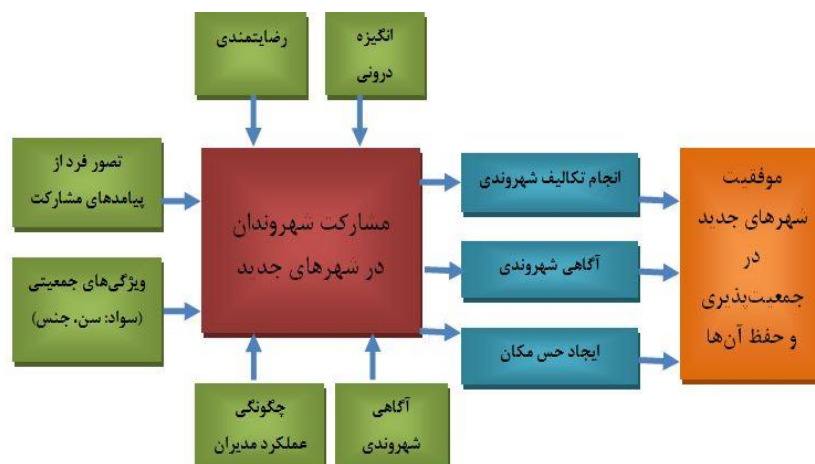 رضایتمندی
انگیزه
درونی
تصور فرد از
پیامدهای مشارکت
ویژگی‌های جمعیتی
(سواد: سن، جنس)
مشارکت شهروندان
در شهرهای جدید
چگونگی
عملکرد مدیران
آگاهی
شهروندی
انجام تکالیف شهروندی
آگاهی شهروندی
ایجاد حس مکان
موفقیت
شهرهای جدید
در
جمعیت‌پذیری
و حفظ آن‌ها